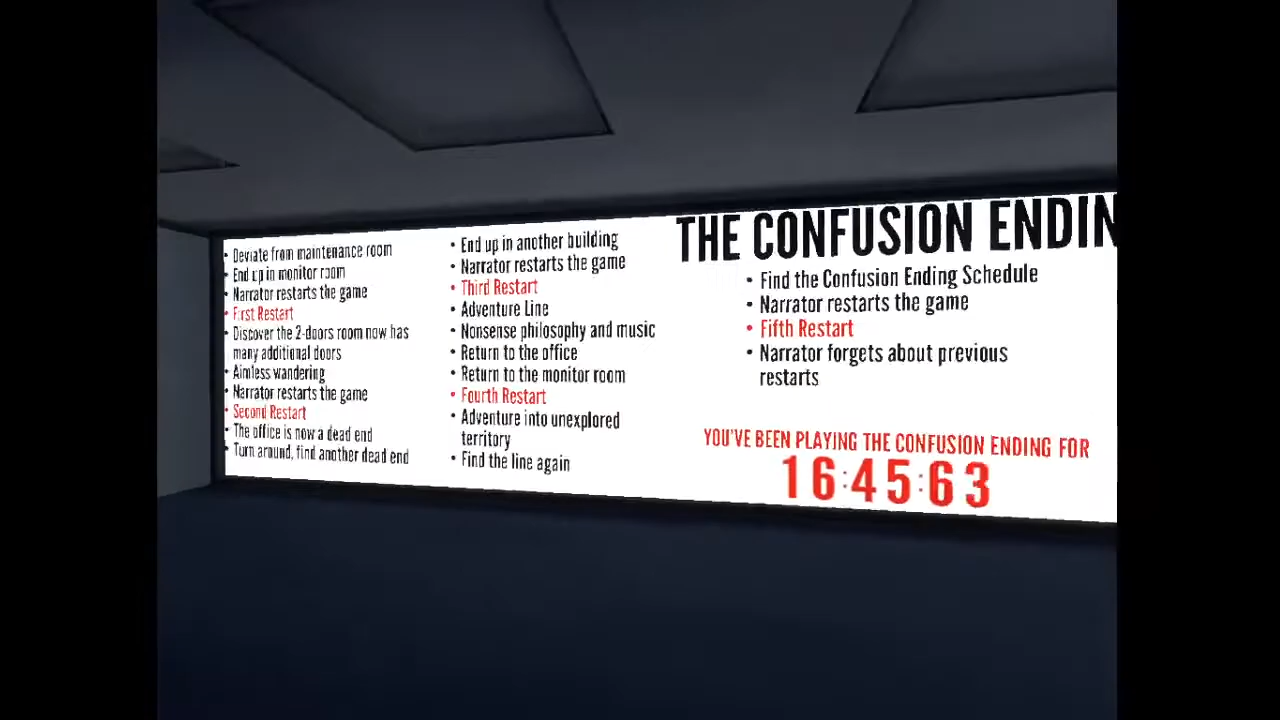 • Deviate from maintenance room
• End up in monitor room
• Narrator restarts the game
• First Restart
• Discover the 2-doors room now has
many additional doors
• Aimless wandering
• Narrator restarts the game
• Second Restart
• The office is now a dead end
• Turn around, find another dead end
• End up in another building
• Narrator restarts the game
• Third Restart
• Adventure Line
• Nonsense philosophy and music
• Return to the office
• Return to the monitor room
• Fourth Restart
• Adventure into unexplored
territory
• Find the line again
THE CONFUSION ENDIN
• Find the Confusion Ending Schedule
• Narrator restarts the game
• Fifth Restart
• Narrator forgets about previous
restarts
YOU'VE BEEN PLAYING THE CONFUSION ENDING FOR
16:45:63